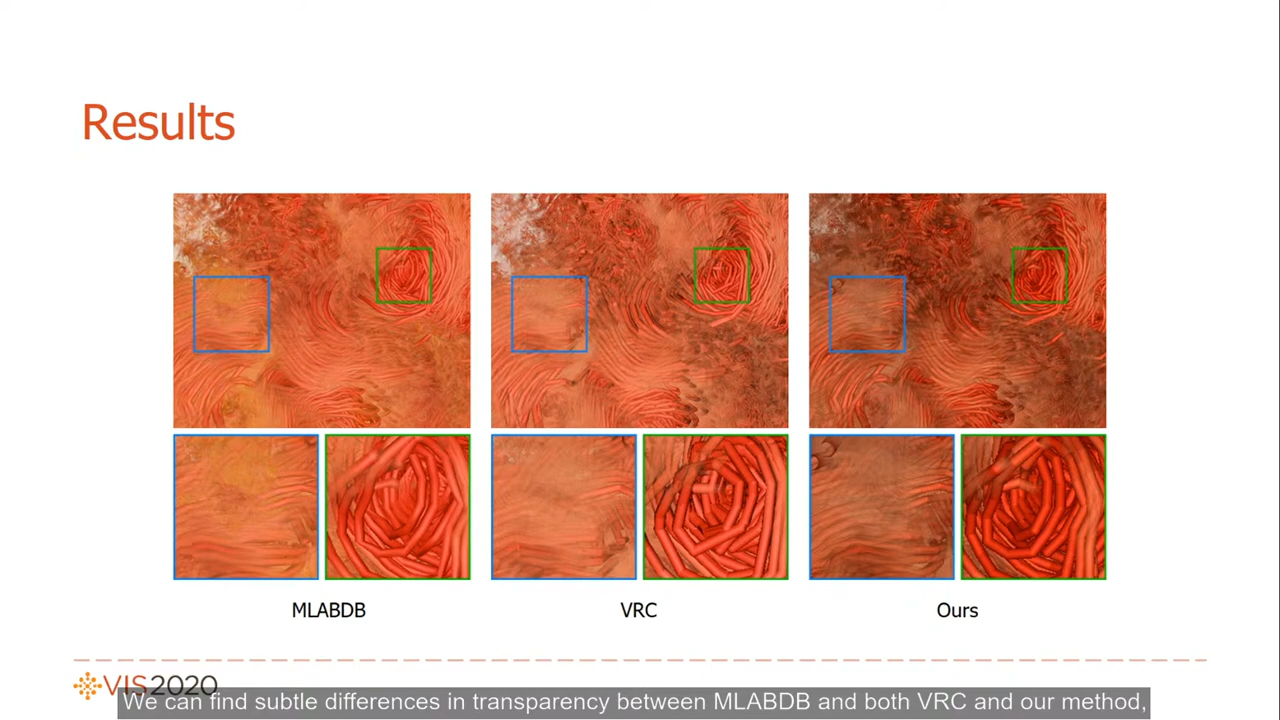 Results
MLABDB
VRC
Ours
VIS2020
We can find subtle differences in transparency between MLABDB and both VRC and our method,